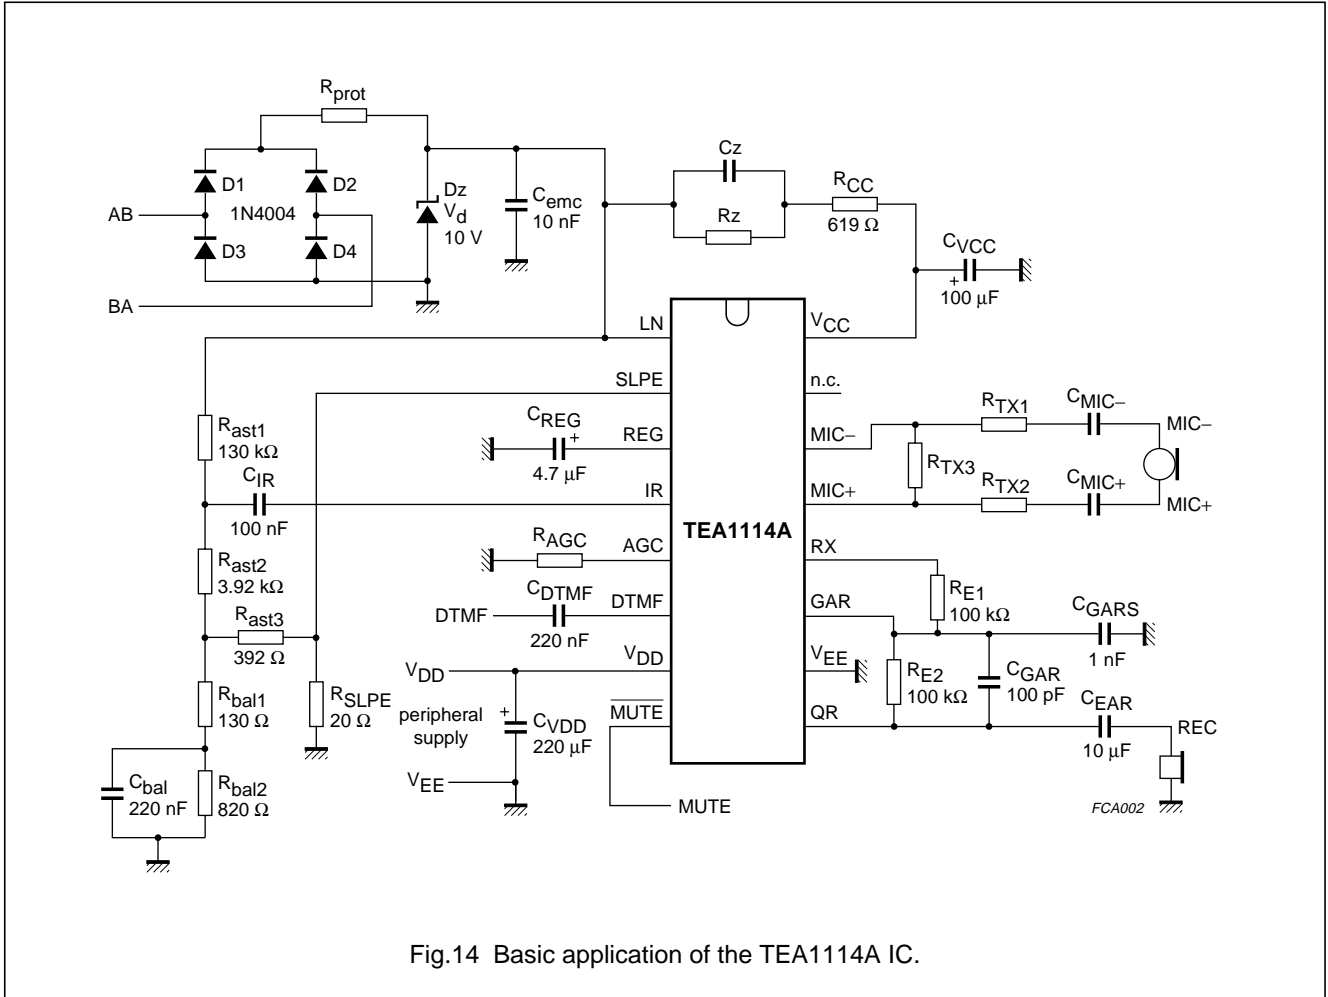 Rprot
D1
D2
AB
1N4004
D3
D4
BA
Dz
Vd
10 V
Cemc
10 nF
Cz
Rz
RCC
619 Ω
CVCC
+
100 μF
LN
VCC
SLPE
n.c.
Rast1
130 kΩ
CREG
+
4.7 μF
REG
MIC−
RTX1
CMIC−
MIC−
RTX3
CIR
100 nF
IR
MIC+
RTX2
CMIC+
MIC+
TEA1114A
Rast2
3.92 kΩ
RAGC
AGC
RX
RE1
100 kΩ
DTMF
CDTMF
220 nF
DTMF
GAR
CGARS
1 nF
Rast3
392 Ω
VDD
VDD
VEE
RE2
100 kΩ
CGAR
100 pF
Rbal1
130 Ω
RSLPE
20 Ω
peripheral
supply
+
CVDD
220 μF
MUTE
QR
CEAR
10 μF
REC
Cbal
220 nF
Rbal2
820 Ω
VEE
MUTE
FCA002
Fig.14 Basic application of the TEA1114A IC.